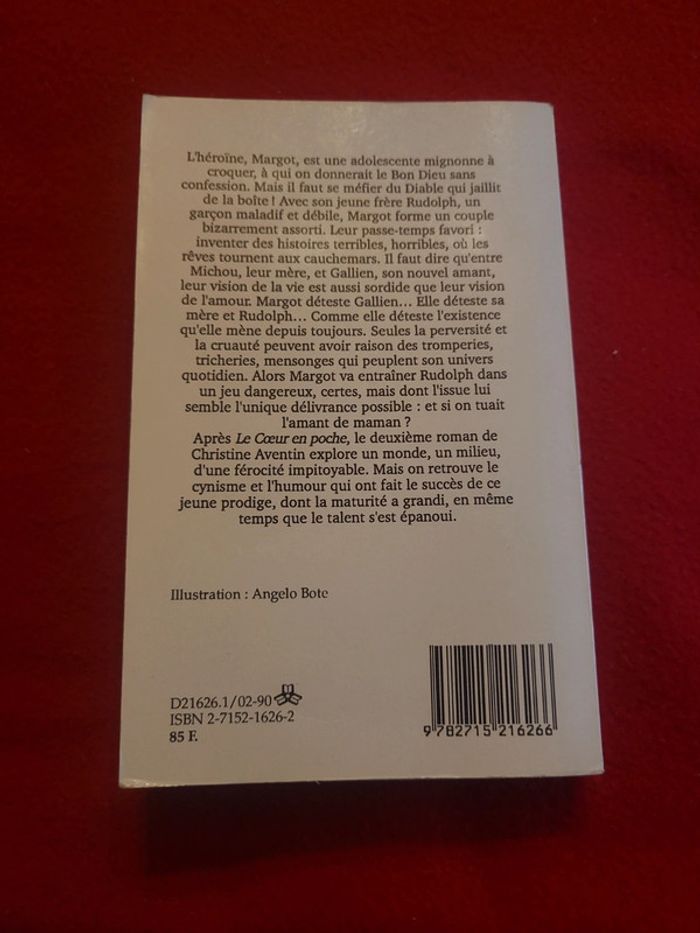 L'héroïne, Margot, est une adolescente mignonne à
croquer, à qui on donnerait le Bon Dieu sans
confession. Mais il faut se méfier du Diable qui jaillit
de la boîte ! Avec son jeune frère Rudolph, un
garçon maladif et débile, Margot forme un couple
bizarrement assorti. Leur passe-temps favori :
inventer des histoires terribles, horribles, où les
rêves tournent aux cauchemars. Il faut dire qu'entre
Michou, leur mère, et Gallien, son nouvel amant,
leur vision de la vie est aussi sordide que leur vision
de l'amour. Margot déteste Gallien... Elle déteste sa
mère et Rudolph... Comme elle déteste l'existence
qu'elle mène depuis toujours. Seules la perversité et
la cruauté peuvent avoir raison des tromperies,
tricheries, mensonges qui peuplent son univers
quotidien. Alors Margot va entraîner Rudolph dans
un jeu dangereux, certes, mais dont l'issue lui
semble l'unique délivrance possible : et si on tuait
l'amant de maman ?
Après Le Cœur en poche, le deuxième roman de
Christine Aventin explore un monde, un milieu,
d'une férocité impitoyable. Mais on retrouve le
cynisme et l'humour qui ont fait le succès de ce
jeune prodige, dont la maturité a grandi, en même
temps que le talent s'est épanoui.
Illustration : Angelo Bote
D21626.1/02-90
ISBN 2-7152-1626-2
85 F.
9 782715 216266